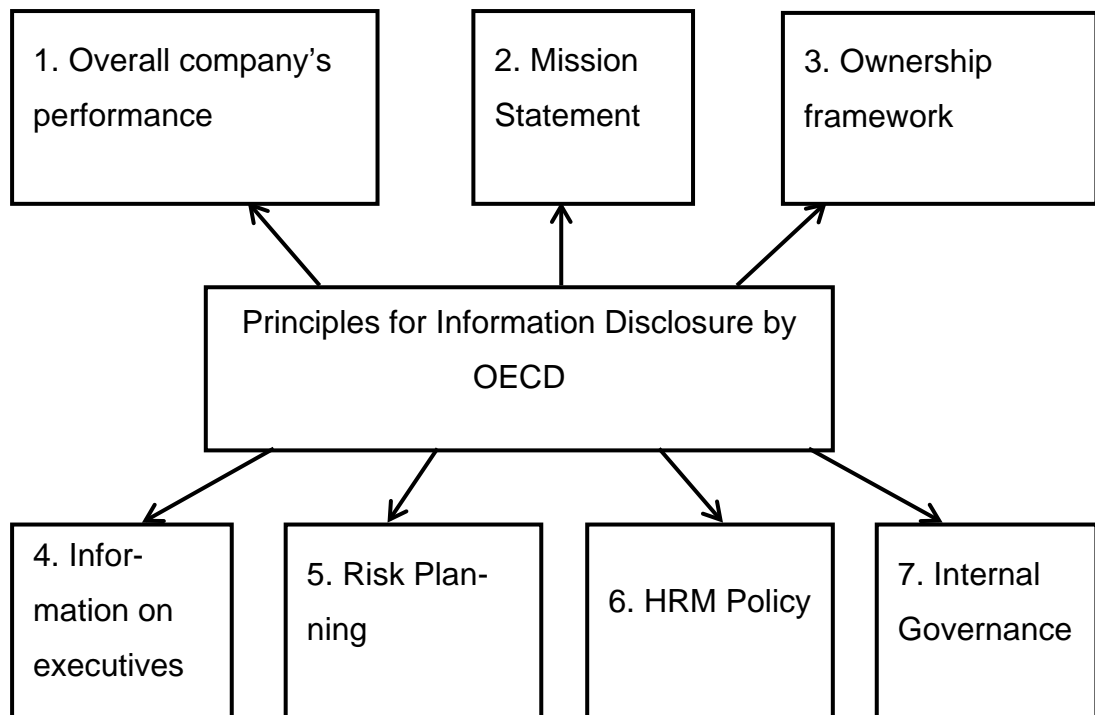 1. Overall company’s
performance
2. Mission
Statement
3. Ownership
framework
Principles for Information Disclosure by
OECD
4. Infor-
mation on
executives
5. Risk Plan-
ning
6. HRM Policy
7. Internal
Governance